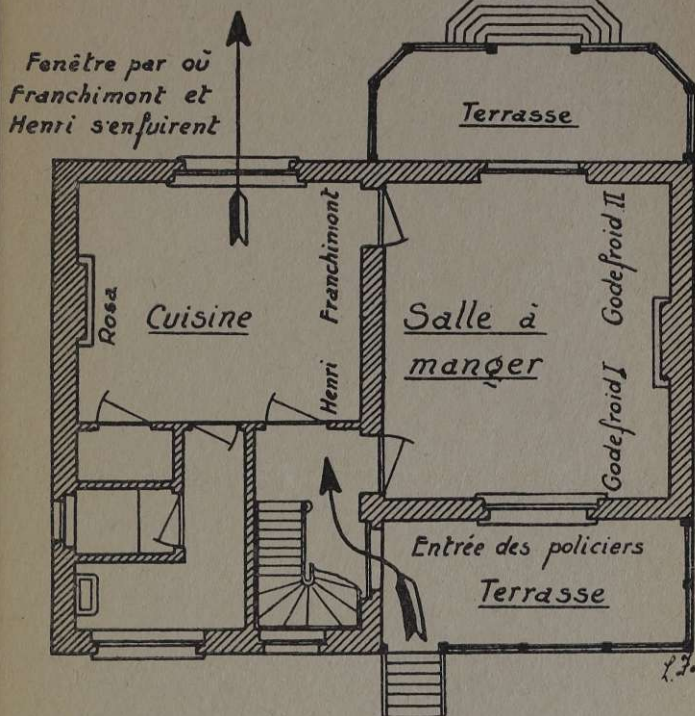 Fenêtre par où
Franchimont et
Henri s'enfuirent
Terrasse
Rosa
Cuisine
Henri Franchimont
Salle à
manger
Godefroid I Godefroid II
Entrée des policiers
Terrasse